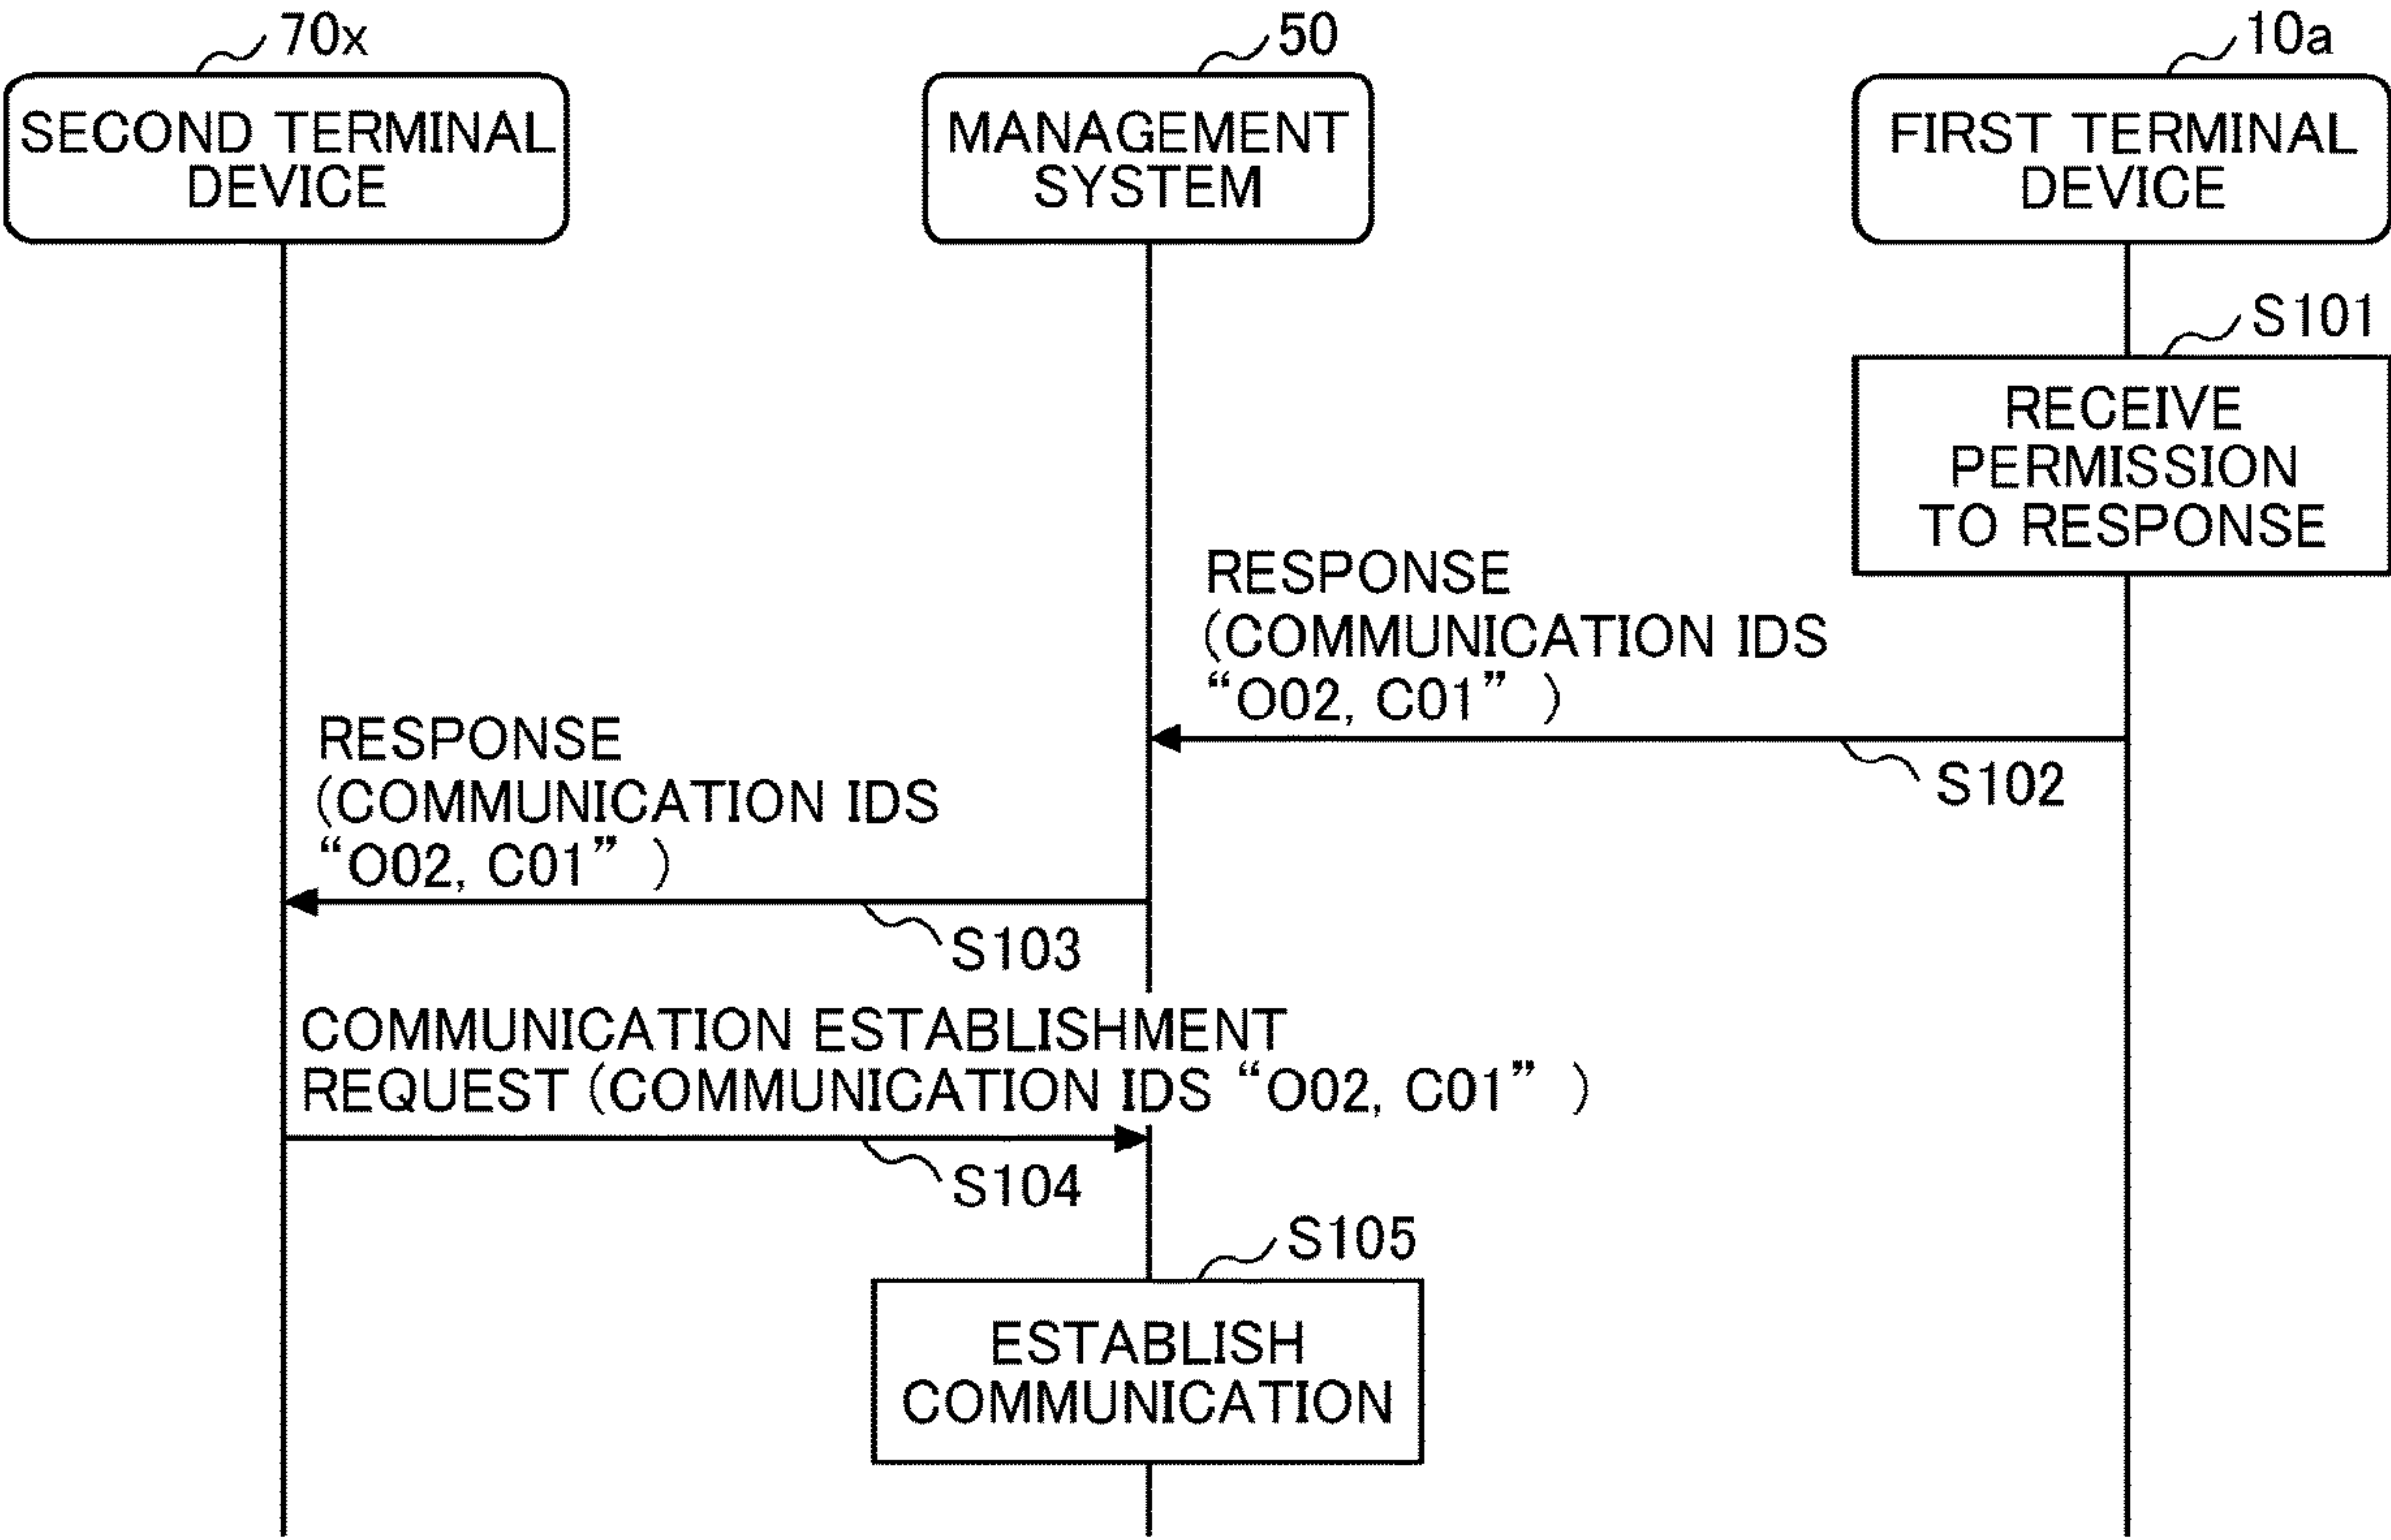 70x
50
10a
SECOND TERMINAL
DEVICE
MANAGEMENT
SYSTEM
FIRST TERMINAL
DEVICE
S101
RECEIVE
PERMISSION
TO RESPONSE
RESPONSE
(COMMUNICATION IDS
“O02, C01” )
S102
RESPONSE
(COMMUNICATION IDS
“O02, C01” )
S103
COMMUNICATION ESTABLISHMENT
REQUEST (COMMUNICATION IDS “O02, C01” )
S104
S105
ESTABLISH
COMMUNICATION